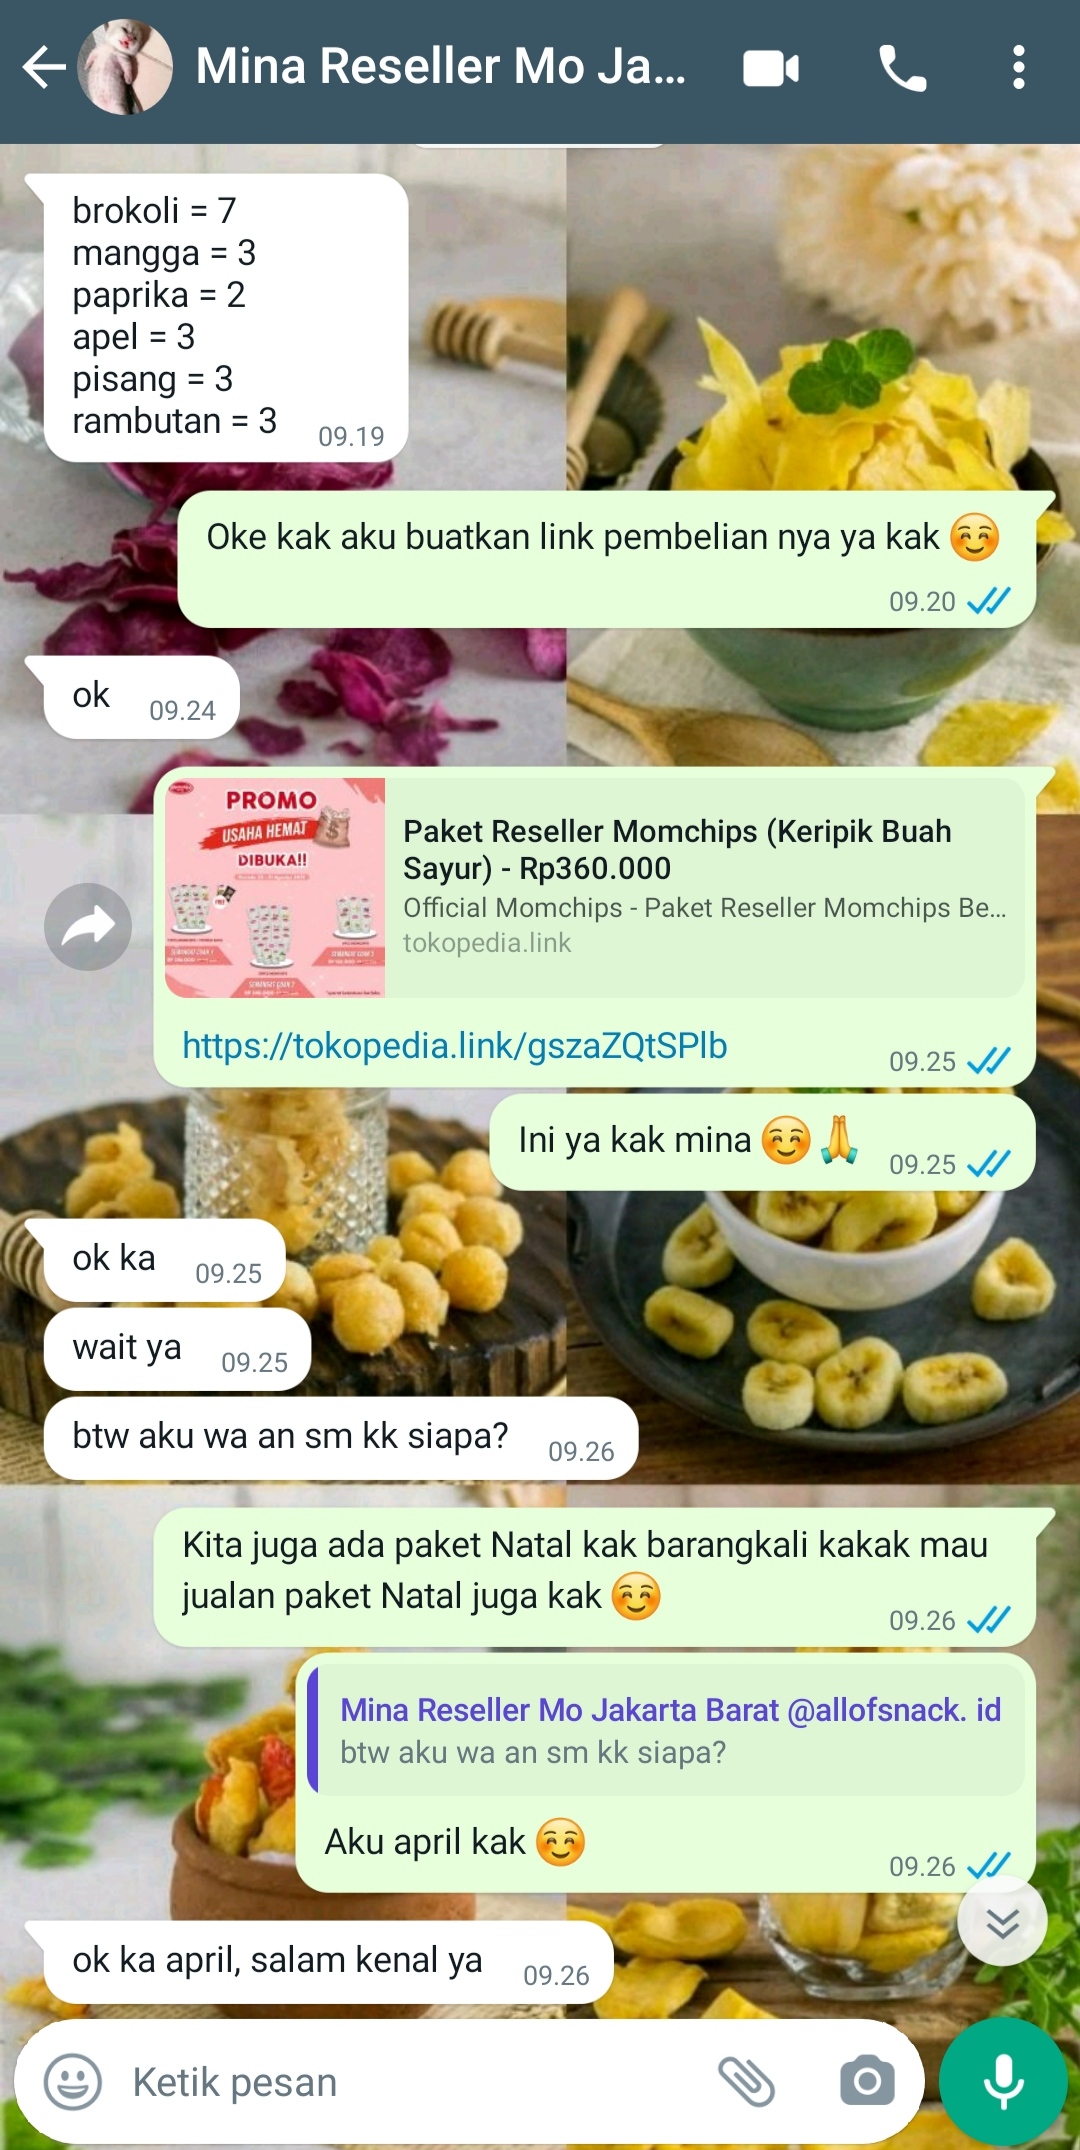 Mina Reseller Mo Ja...
brokoli = 7
mangga = 3
paprika = 2
apel = 3
pisang = 3
rambutan = 3
09.19
Oke kak aku buatkan link pembelian nya ya kak ☺️
09.20
ok
09.24
PROMO
USAHA HEMAT
DIBUKA!!
Paket Reseller Momchips (Keripik Buah
Sayur) - Rp360.000
Official Momchips - Paket Reseller Momchips Be...
tokopedia.link
https://tokopedia.link/gszaZQtSPlb
09.25
Ini ya kak mina ☺️🙏
09.25
ok ka
09.25
wait ya
09.25
btw aku wa an sm kk siapa?
09.26
Kita juga ada paket Natal kak barangkali kakak mau
jualan paket Natal juga kak ☺️
09.26
Mina Reseller Mo Jakarta Barat @allofsnack. id
btw aku wa an sm kk siapa?
Aku april kak ☺️
09.26
ok ka april, salam kenal ya
09.26
Ketik pesan